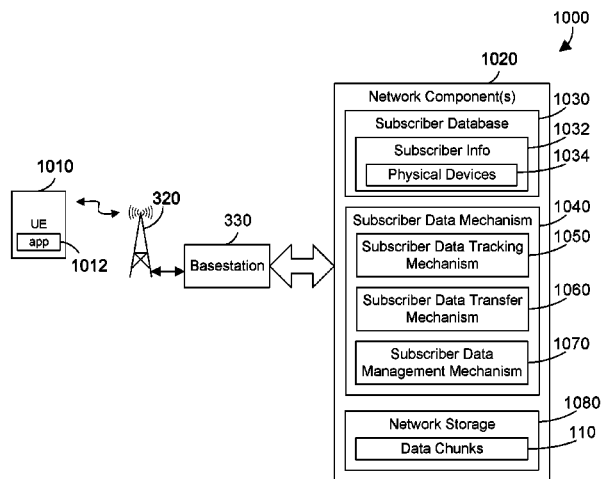 1000
1020
Network Component(s)
1030
Subscriber Database
1032
Subscriber Info
1034
Physical Devices
1010
UE
app
1012
320
330
Basestation
1040
Subscriber Data Mechanism
1050
Subscriber Data Tracking
Mechanism
1060
Subscriber Data Transfer
Mechanism
1070
Subscriber Data
Management Mechanism
1080
Network Storage
110
Data Chunks